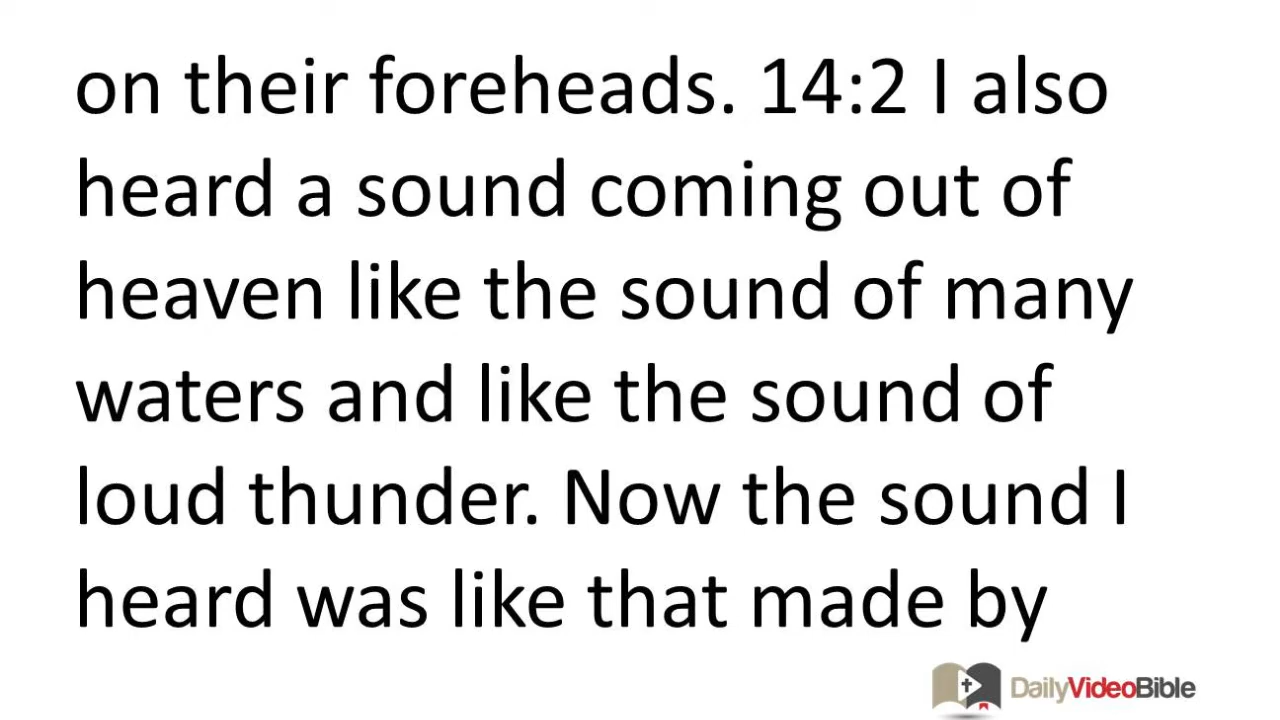 on their foreheads. 14:2 I also
heard a sound coming out of
heaven like the sound of many
waters and like the sound of
loud thunder. Now the sound I
heard was like that made by
DailyVideoBible